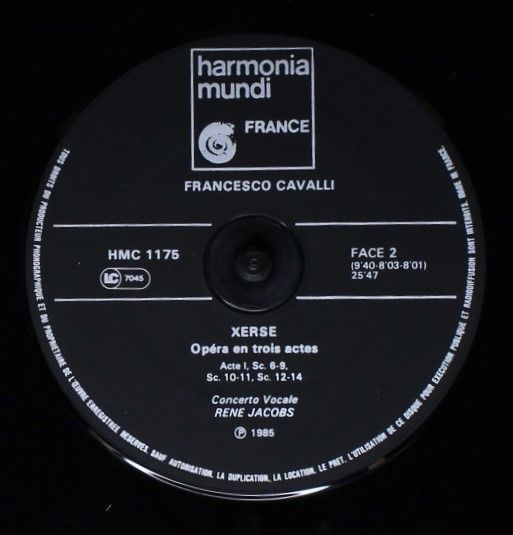 harmonia
mundi
FRANCE
FRANCESCO CAVALLI
HMC 1175
LC 7045
FACE 2
(9'40-8'03-8'01)
25'47
XERSE
Opéra en trois actes
Acte I, Sc. 6-9,
Sc. 10-11, Sc. 12-14
Concerto Vocale
RENE JACOBS
℗ 1985
TOUS DROITS DU PRODUCTEUR PHONOGRAPHIQUE ET DU PROPRIETAIRE DE L'ŒUVRE ENREGISTREE RESERVES. SAUF AUTORISATION, LA DUPLICATION, LA LOCATION, LE PRET, L'UTILISATION DE CE DISQUE POUR EXECUTION PUBLIQUE ET RADIODIFFUSION SONT INTERDITS. MADE IN FRANCE.